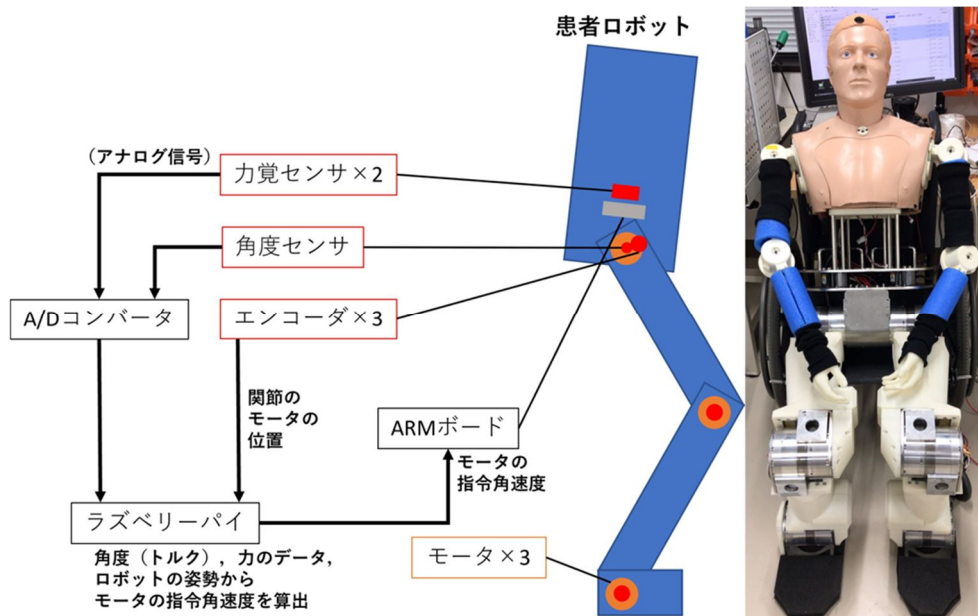 患者ロボット
（アナログ信号）
力覚センサ×2
角度センサ
A/Dコンバータ
エンコーダ×3
関節の
モータの
位置
ARMボード
モータの
指令角速度
ラズベリーパイ
角度（トルク）, 力のデータ,
ロボットの姿勢から
モータの指令角速度を算出
モータ×3